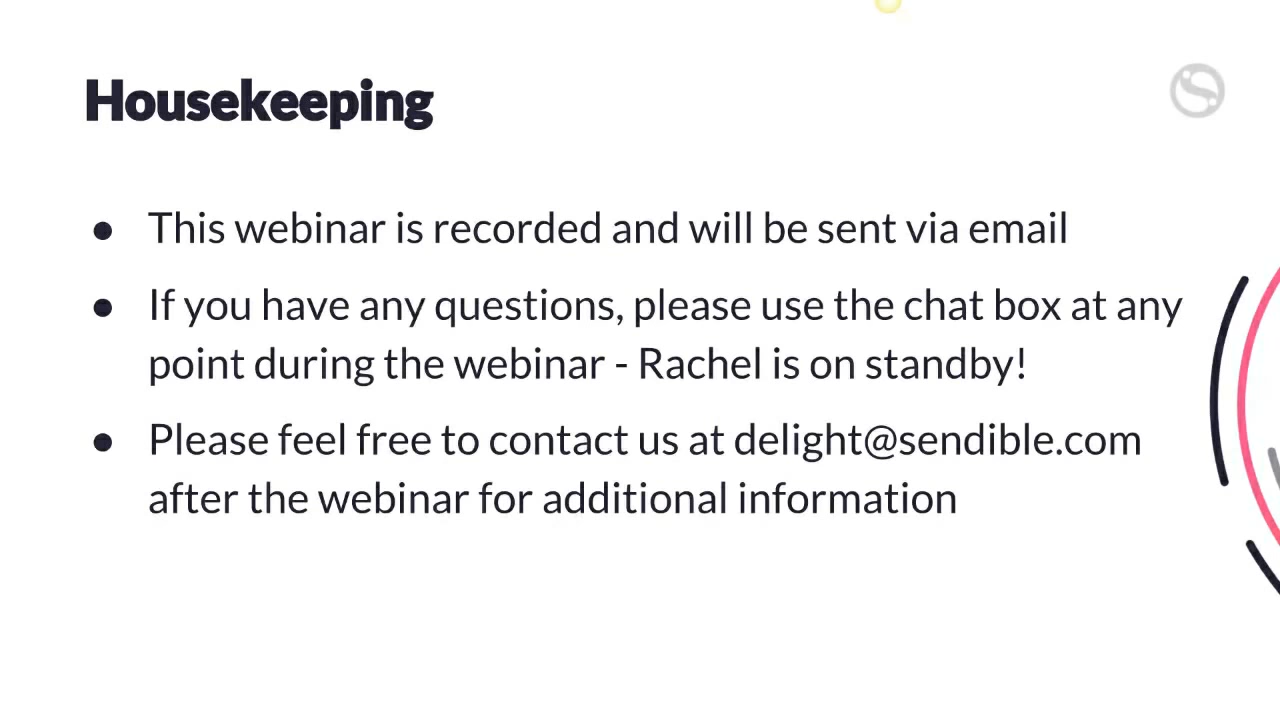 Housekeeping
● This webinar is recorded and will be sent via email
● If you have any questions, please use the chat box at any
point during the webinar - Rachel is on standby!
● Please feel free to contact us at delight@sendible.com
after the webinar for additional information